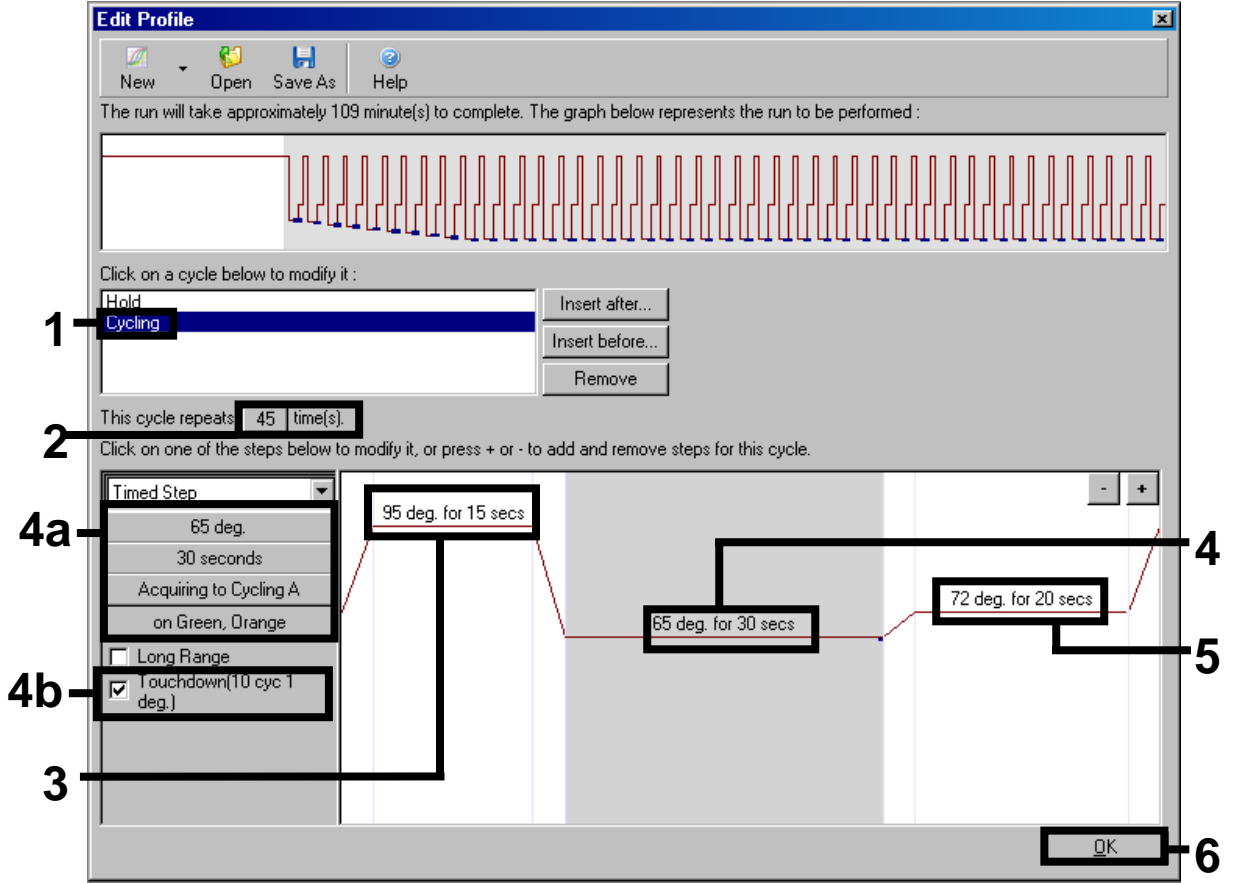 Edit Profile
New Open Save As Help
The run will take approximately 109 minute(s) to complete. The graph below represents the run to be performed :
Click on a cycle below to modify it :
Hold
Cycling
1
Insert after...
Insert before...
Remove
This cycle repeats 45 time(s).
2
Click on one of the steps below to modify it, or press + or - to add and remove steps for this cycle.
Timed Step
4a
65 deg.
30 seconds
Acquiring to Cycling A
on Green, Orange
Long Range
4b
Touchdown(10 cyc 1
deg.)
- +
95 deg. for 15 secs
3
65 deg. for 30 secs
4
72 deg. for 20 secs
5
OK
6